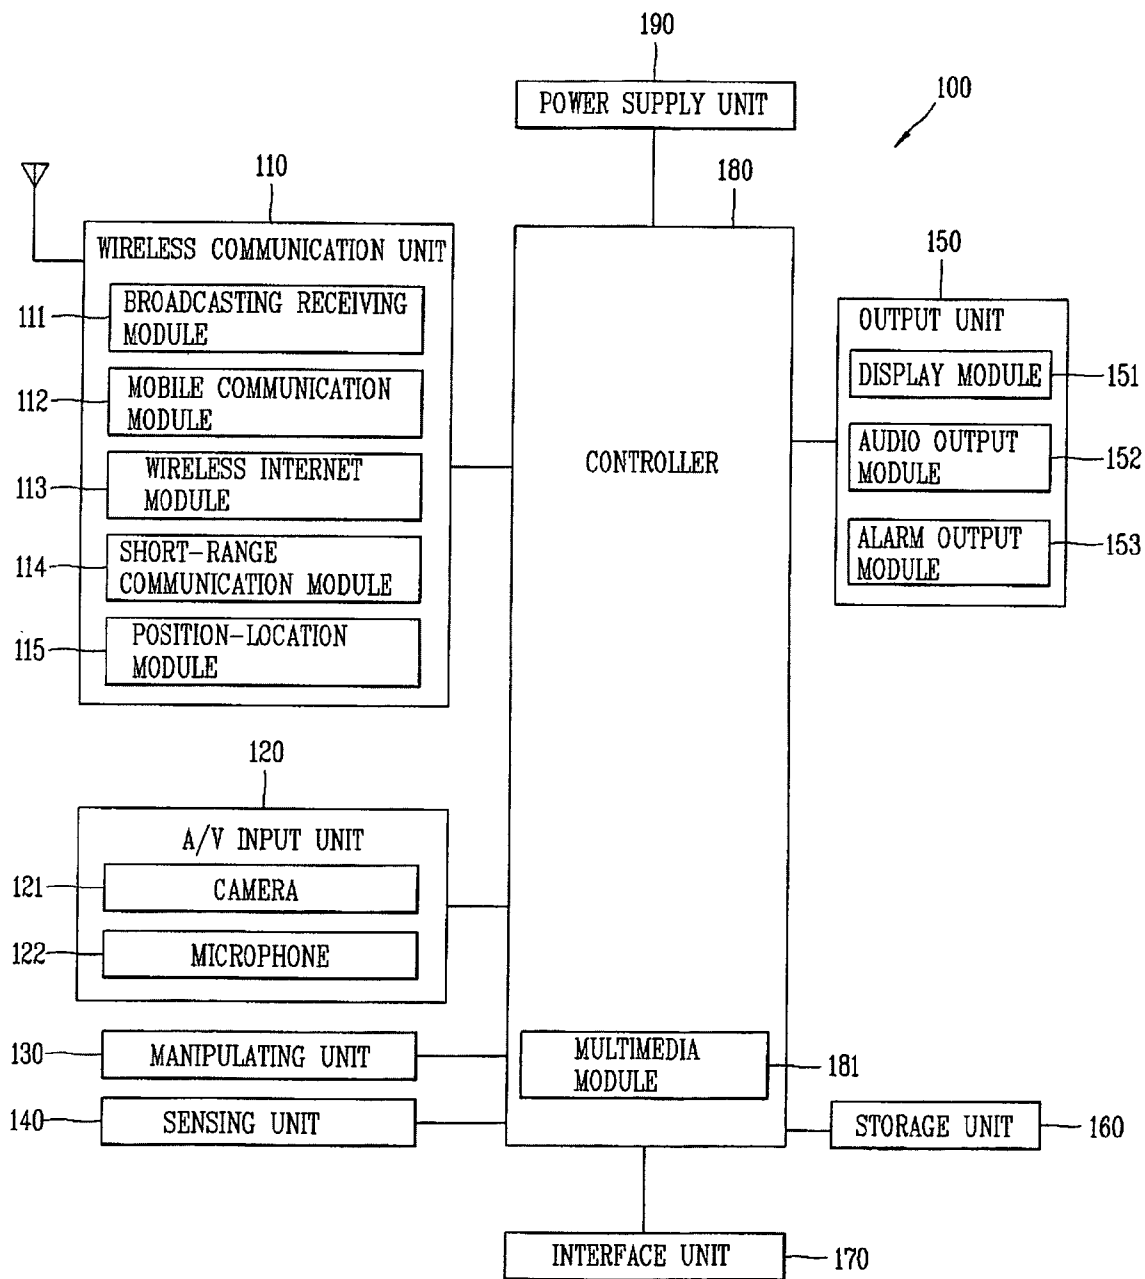 190
POWER SUPPLY UNIT
100
110
180
WIRELESS COMMUNICATION UNIT
150
111
BROADCASTING RECEIVING
MODULE
OUTPUT UNIT
DISPLAY MODULE
151
112
MOBILE COMMUNICATION
MODULE
AUDIO OUTPUT
MODULE
152
113
WIRELESS INTERNET
MODULE
CONTROLLER
114
SHORT-RANGE
COMMUNICATION MODULE
ALARM OUTPUT
MODULE
153
115
POSITION-LOCATION
MODULE
120
A/V INPUT UNIT
121
CAMERA
122
MICROPHONE
130
MANIPULATING UNIT
MULTIMEDIA
MODULE
181
140
SENSING UNIT
STORAGE UNIT
160
INTERFACE UNIT
170